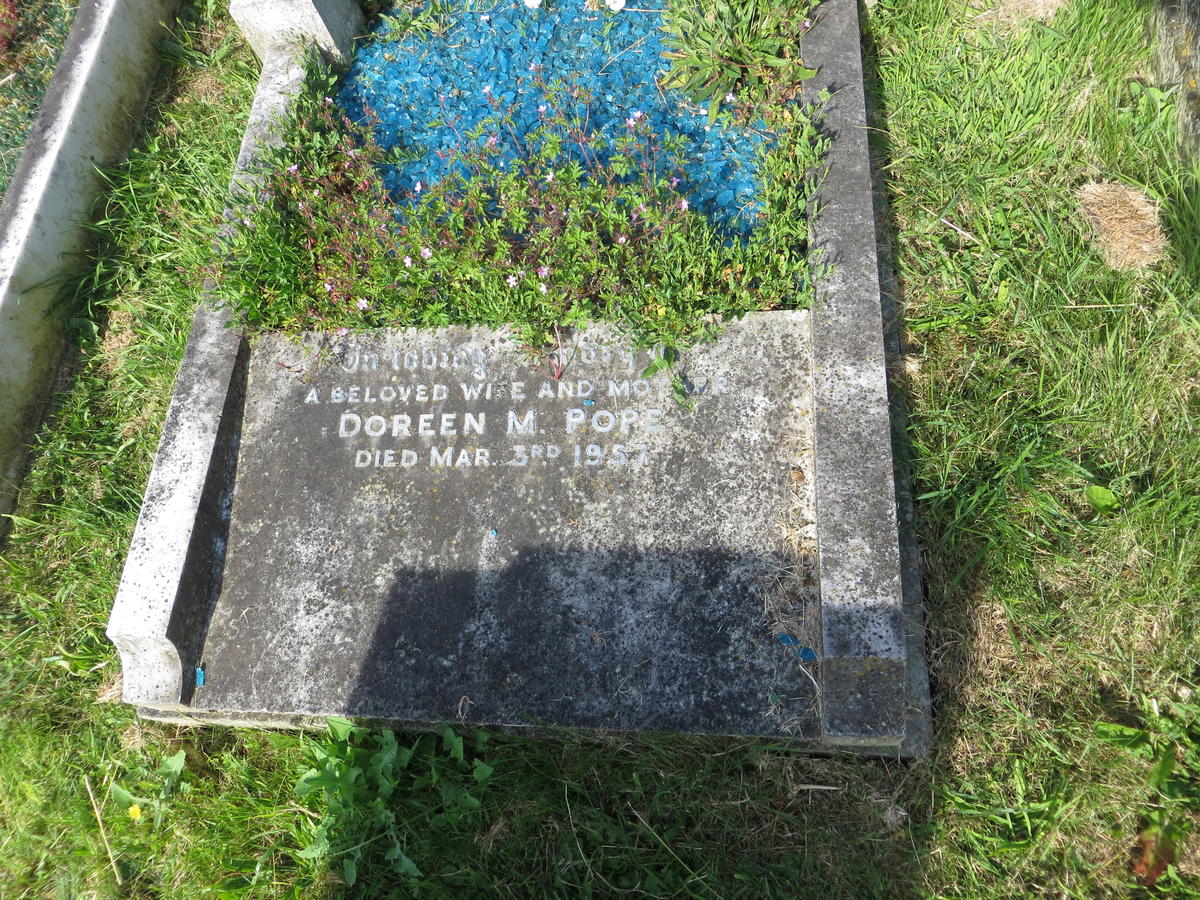 In loving memory of
A BELOVED WIFE AND MOTHER
DOREEN M. POPE
DIED MAR. 3RD 1957